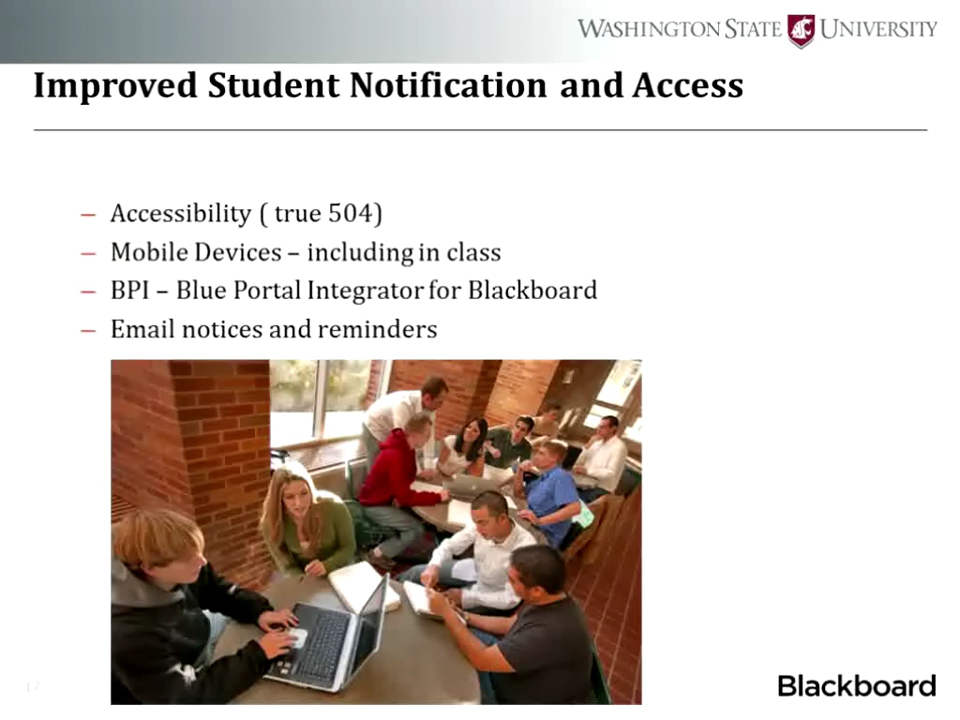 WASHINGTON STATE UNIVERSITY
Improved Student Notification and Access
– Accessibility ( true 504)
– Mobile Devices – including in class
– BPI – Blue Portal Integrator for Blackboard
– Email notices and reminders
Blackboard